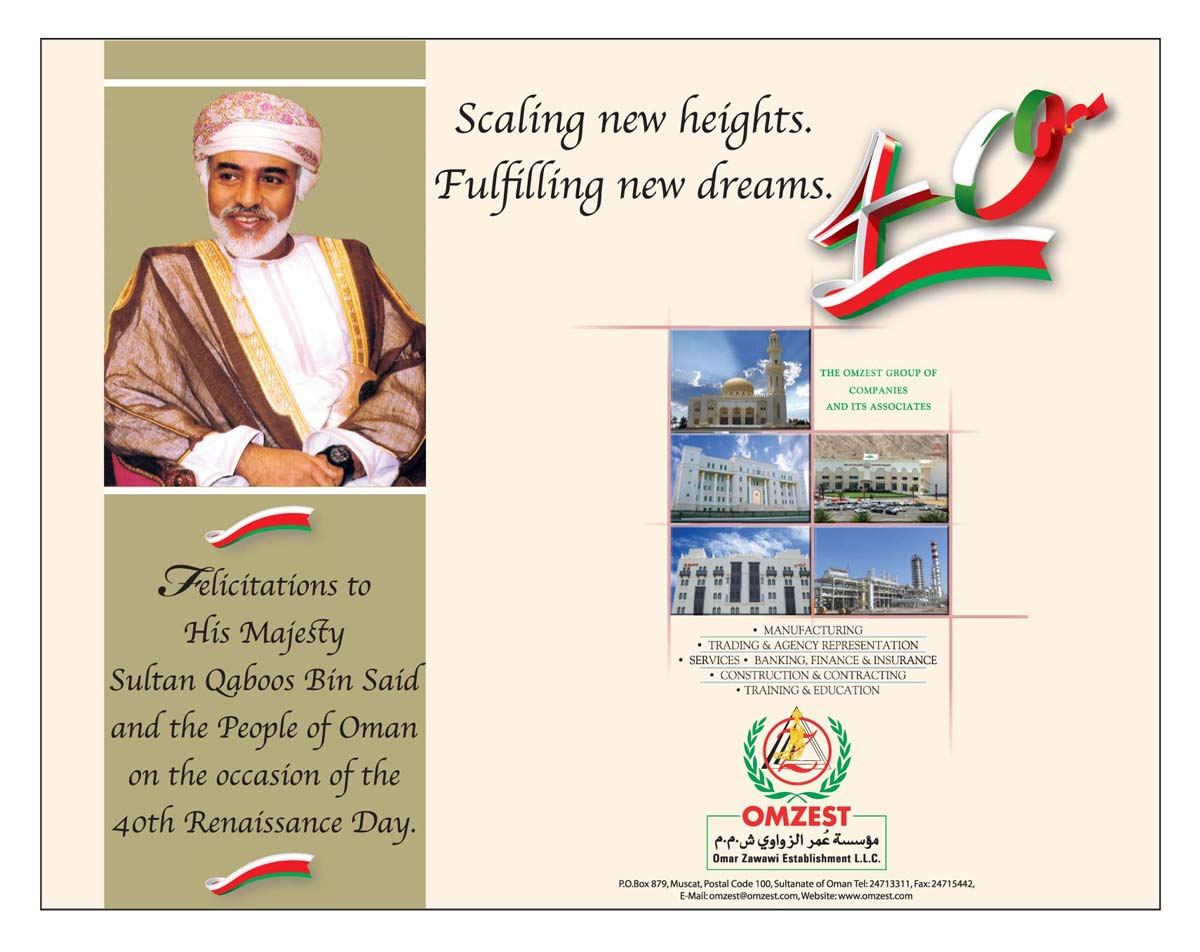 Scaling new heights.
Fulfilling new dreams.
40
THE OMZEST GROUP OF
COMPANIES
AND ITS ASSOCIATES
Felicitations to
His Majesty
Sultan Qaboos Bin Said
and the People of Oman
on the occasion of the
40th Renaissance Day.
• MANUFACTURING
• TRADING & AGENCY REPRESENTATION
• SERVICES • BANKING, FINANCE & INSURANCE
• CONSTRUCTION & CONTRACTING
• TRAINING & EDUCATION
OMZEST
مؤسسة عُمر الزواوي ش.م.م
Omar Zawawi Establishment L.L.C.
P.O.Box 879, Muscat, Postal Code 100, Sultanate of Oman Tel: 24713311, Fax: 24715442,
E-Mail: omzest@omzest.com, Website: www.omzest.com